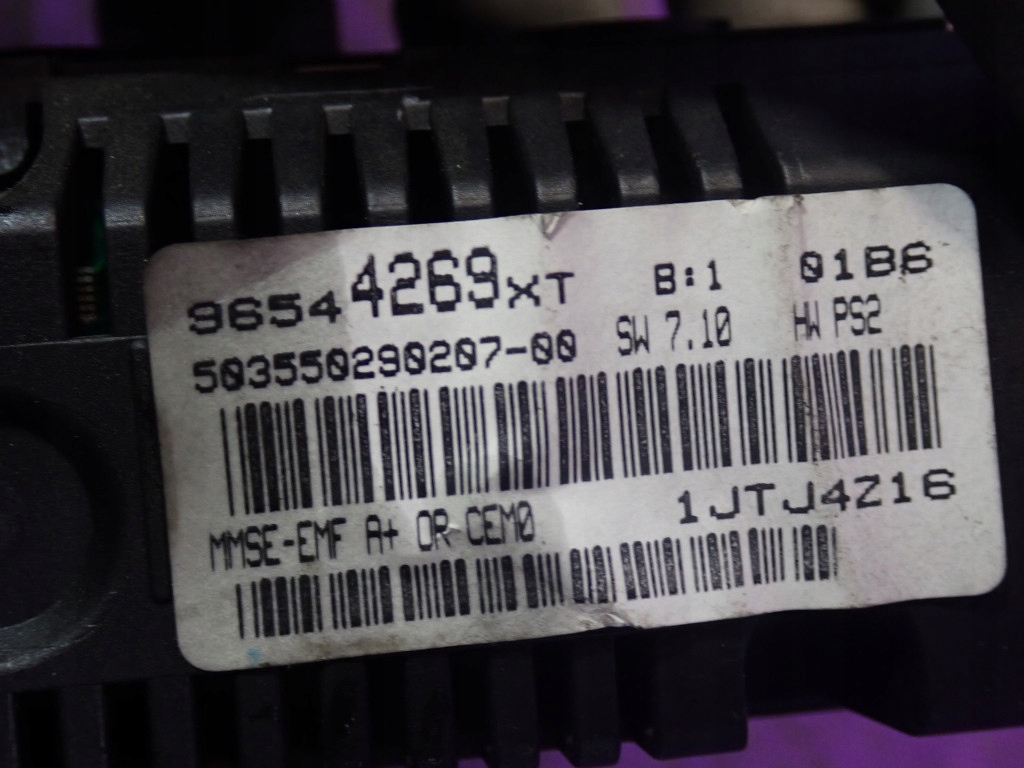 96544269XT B:1 01B6
503550290207-00 SW 7.10 HW PS2
MMSE-EMF A+ OR CEM0 1JTJ4Z16